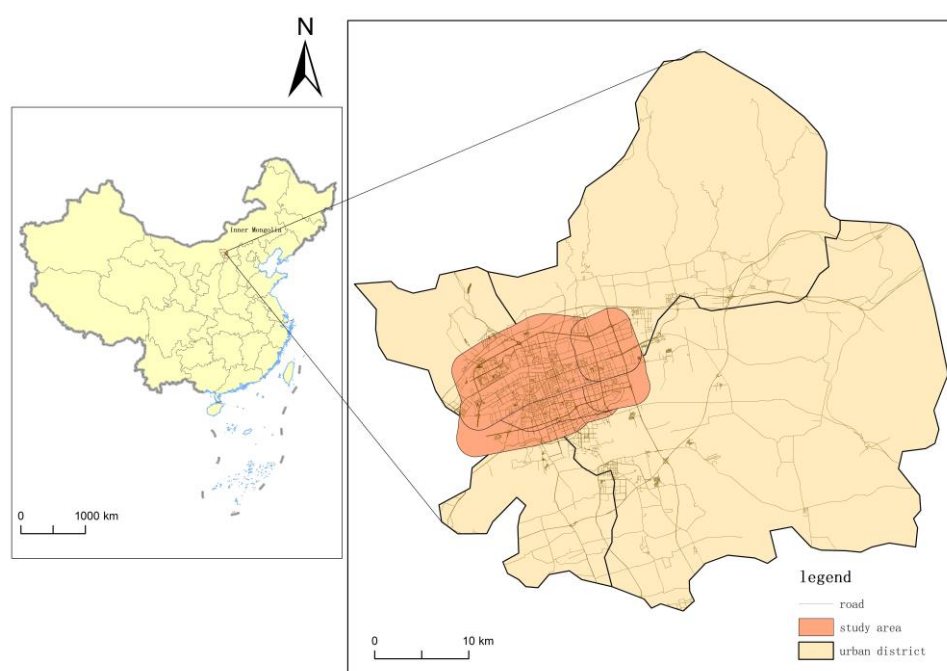 N
Inner Mongolia
0 1000 km
legend
road
study area
urban district
0 10 km